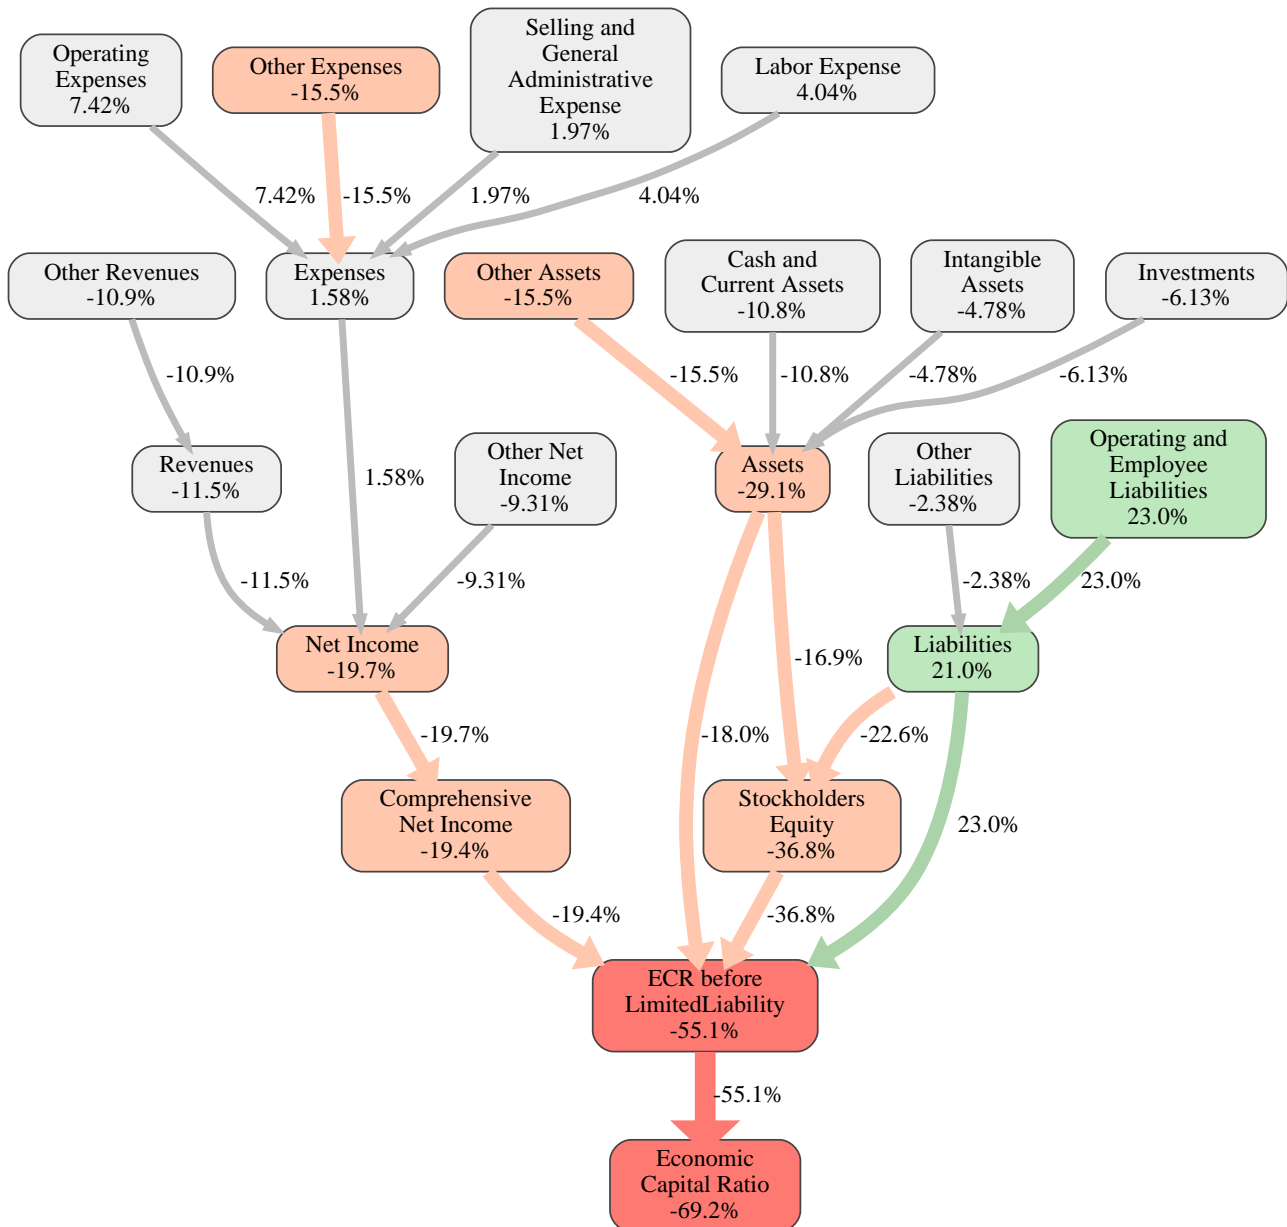 Operating
Expenses
7.42%
Other Expenses
-15.5%
Selling and
General
Administrative
Expense
1.97%
Labor Expense
4.04%
7.42%
-15.5%
1.97%
4.04%
Other Revenues
-10.9%
Expenses
1.58%
Other Assets
-15.5%
Cash and
Current Assets
-10.8%
Intangible
Assets
-4.78%
Investments
-6.13%
-10.9%
-15.5%
-10.8%
-4.78%
-6.13%
Revenues
-11.5%
1.58%
Other Net
Income
-9.31%
Assets
-29.1%
Other
Liabilities
-2.38%
Operating and
Employee
Liabilities
23.0%
-11.5%
-9.31%
-2.38%
23.0%
Net Income
-19.7%
-16.9%
Liabilities
21.0%
-19.7%
-18.0%
-22.6%
Comprehensive
Net Income
-19.4%
Stockholders
Equity
-36.8%
23.0%
-19.4%
-36.8%
ECR before
LimitedLiability
-55.1%
-55.1%
Economic
Capital Ratio
-69.2%